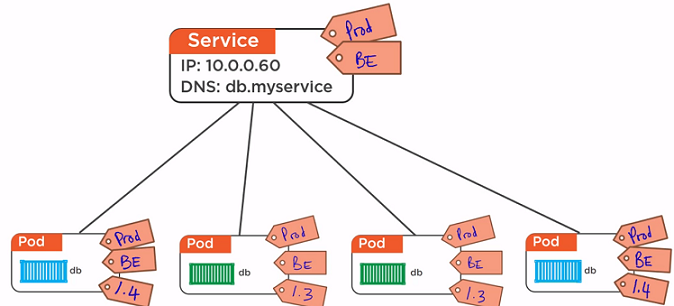 Service
Prod
BE
IP: 10.0.0.60
DNS: db.myservice
Pod
db
Prod
BE
1.4
Pod
db
Prod
BE
1.3
Pod
db
Prod
BE
1.3
Pod
db
Prod
BE
1.4